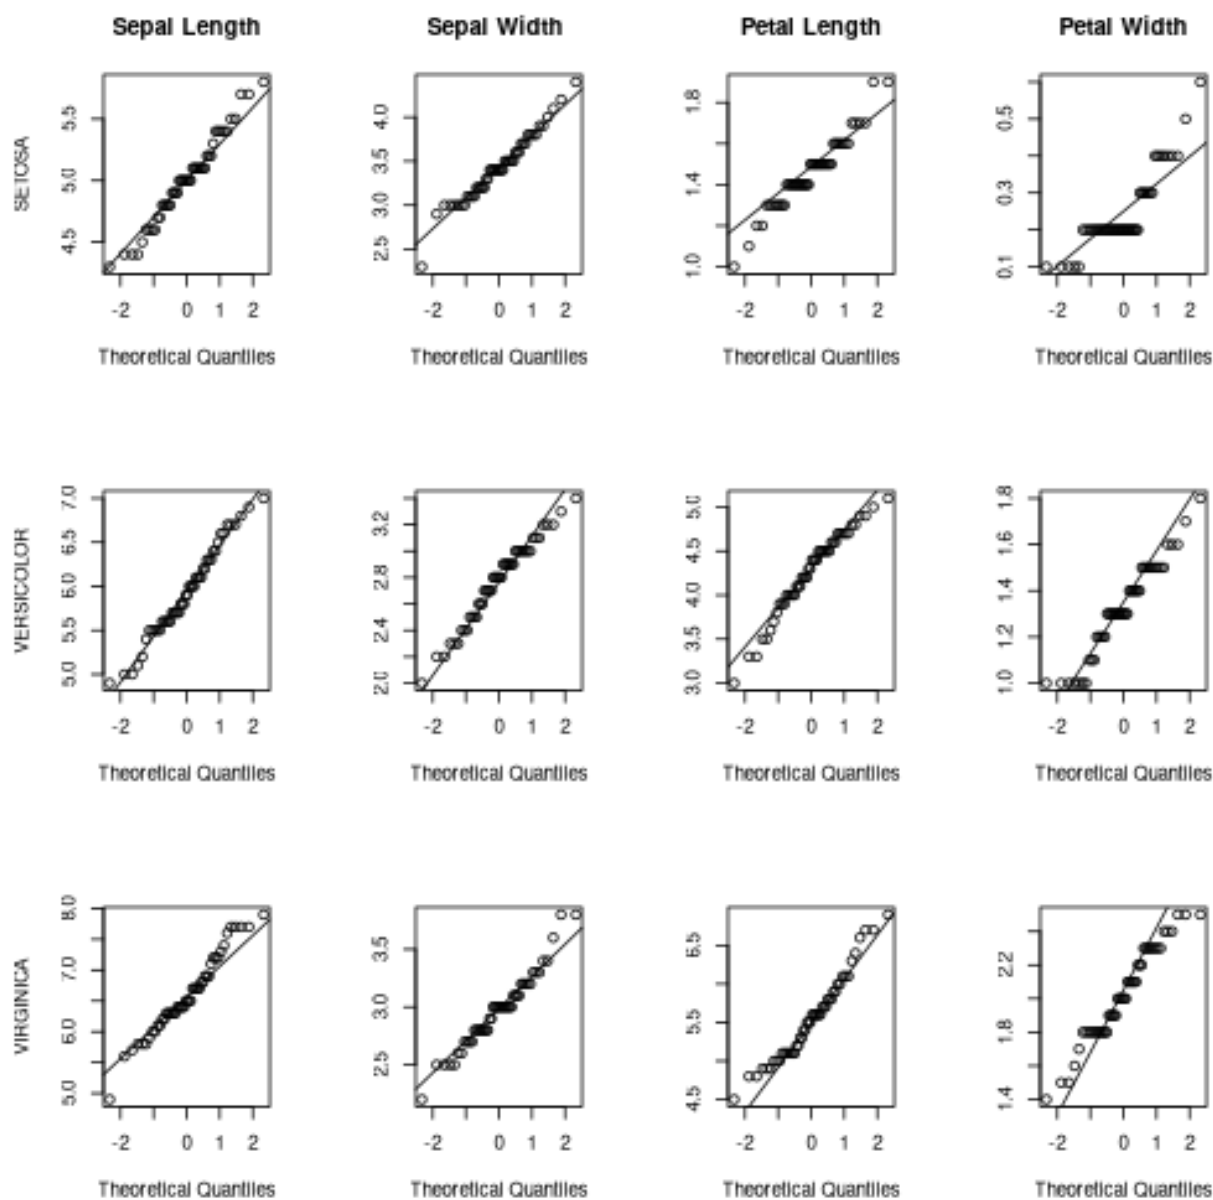 Sepal Length Sepal Width Petal Length Petal Width
SETOSA
4.5 5.0 5.5
2.5 3.0 3.5 4.0
1.0 1.4 1.8
0.1 0.3 0.5
-2 0 1 2 -2 0 1 2 -2 0 1 2 -2 0 1 2
Theoretical Quantiles Theoretical Quantiles Theoretical Quantiles Theoretical Quantiles
VERSICOLOR
5.0 5.5 6.0 6.5 7.0
2.0 2.4 2.8 3.2
3.0 3.5 4.0 4.5 5.0
1.0 1.2 1.4 1.6 1.8
-2 0 1 2 -2 0 1 2 -2 0 1 2 -2 0 1 2
Theoretical Quantiles Theoretical Quantiles Theoretical Quantiles Theoretical Quantiles
VIRGINICA
5.0 6.0 7.0 8.0
2.5 3.0 3.5
4.5 5.5 6.5
1.4 1.8 2.2
-2 0 1 2 -2 0 1 2 -2 0 1 2 -2 0 1 2
Theoretical Quantiles Theoretical Quantiles Theoretical Quantiles Theoretical Quantiles